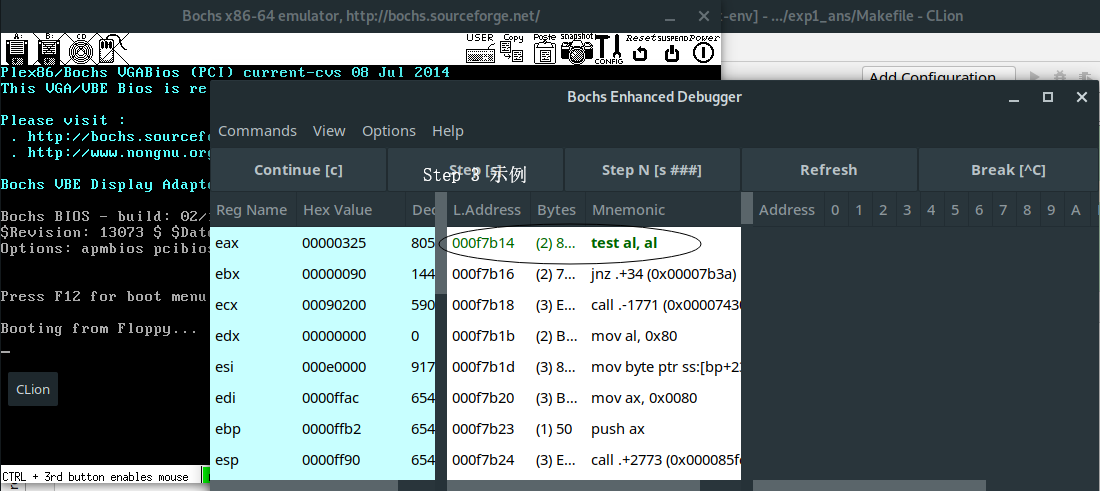 Bochs x86-64 emulator, http://bochs.sourceforge.net/
-env] - .../exp1_ans/Makefile - CLion
A:
B:
CD
USER
Copy
Paste
snapshot
CONFIG
Reset
SUSPEND
Power
Add Configuration...
Plex86/Bochs VGABios (PCI) current-cvs 08 Jul 2014
This VGA/VBE Bios is re
Please visit :
. http://bochs.sourcef
. http://www.nongnu.org
Bochs VBE Display Adapt
Bochs BIOS - build: 02/
$Revision: 13073 $ $Dat
Options: apmbios pcibios
Press F12 for boot menu
Booting from Floppy...
CLion
CTRL + 3rd button enables mouse
Bochs Enhanced Debugger
Commands View Options Help
Continue [c] Step [s] Step N [s ###] Refresh Break [^C]
Step 3 示例
Reg Name Hex Value Dec
eax 00000325 805
ebx 00000090 144
ecx 00090200 590
edx 00000000 0
esi 000e0000 917
edi 0000ffac 654
ebp 0000ffb2 654
esp 0000ff90 654
L.Address Bytes Mnemonic
000f7b14 (2) 8... test al, al
000f7b16 (2) 7... jnz .+34 (0x00007b3a)
000f7b18 (3) E... call .-1771 (0x0000743
000f7b1b (2) B... mov al, 0x80
000f7b1d (3) 8... mov byte ptr ss:[bp+2
000f7b20 (3) B... mov ax, 0x0080
000f7b23 (1) 50 push ax
000f7b24 (3) E... call .+2773 (0x000085f
Address 0 1 2 3 4 5 6 7 8 9 A